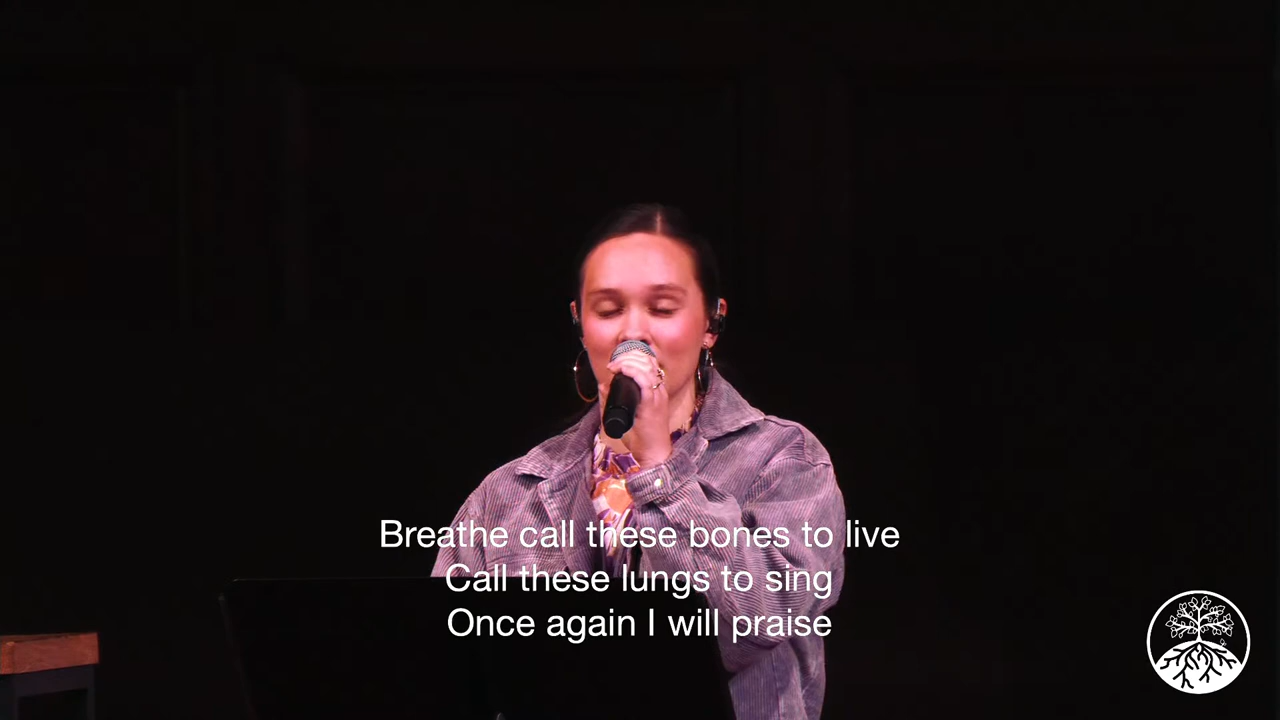 Breathe call these bones to live
Call these lungs to sing
Once again I will praise